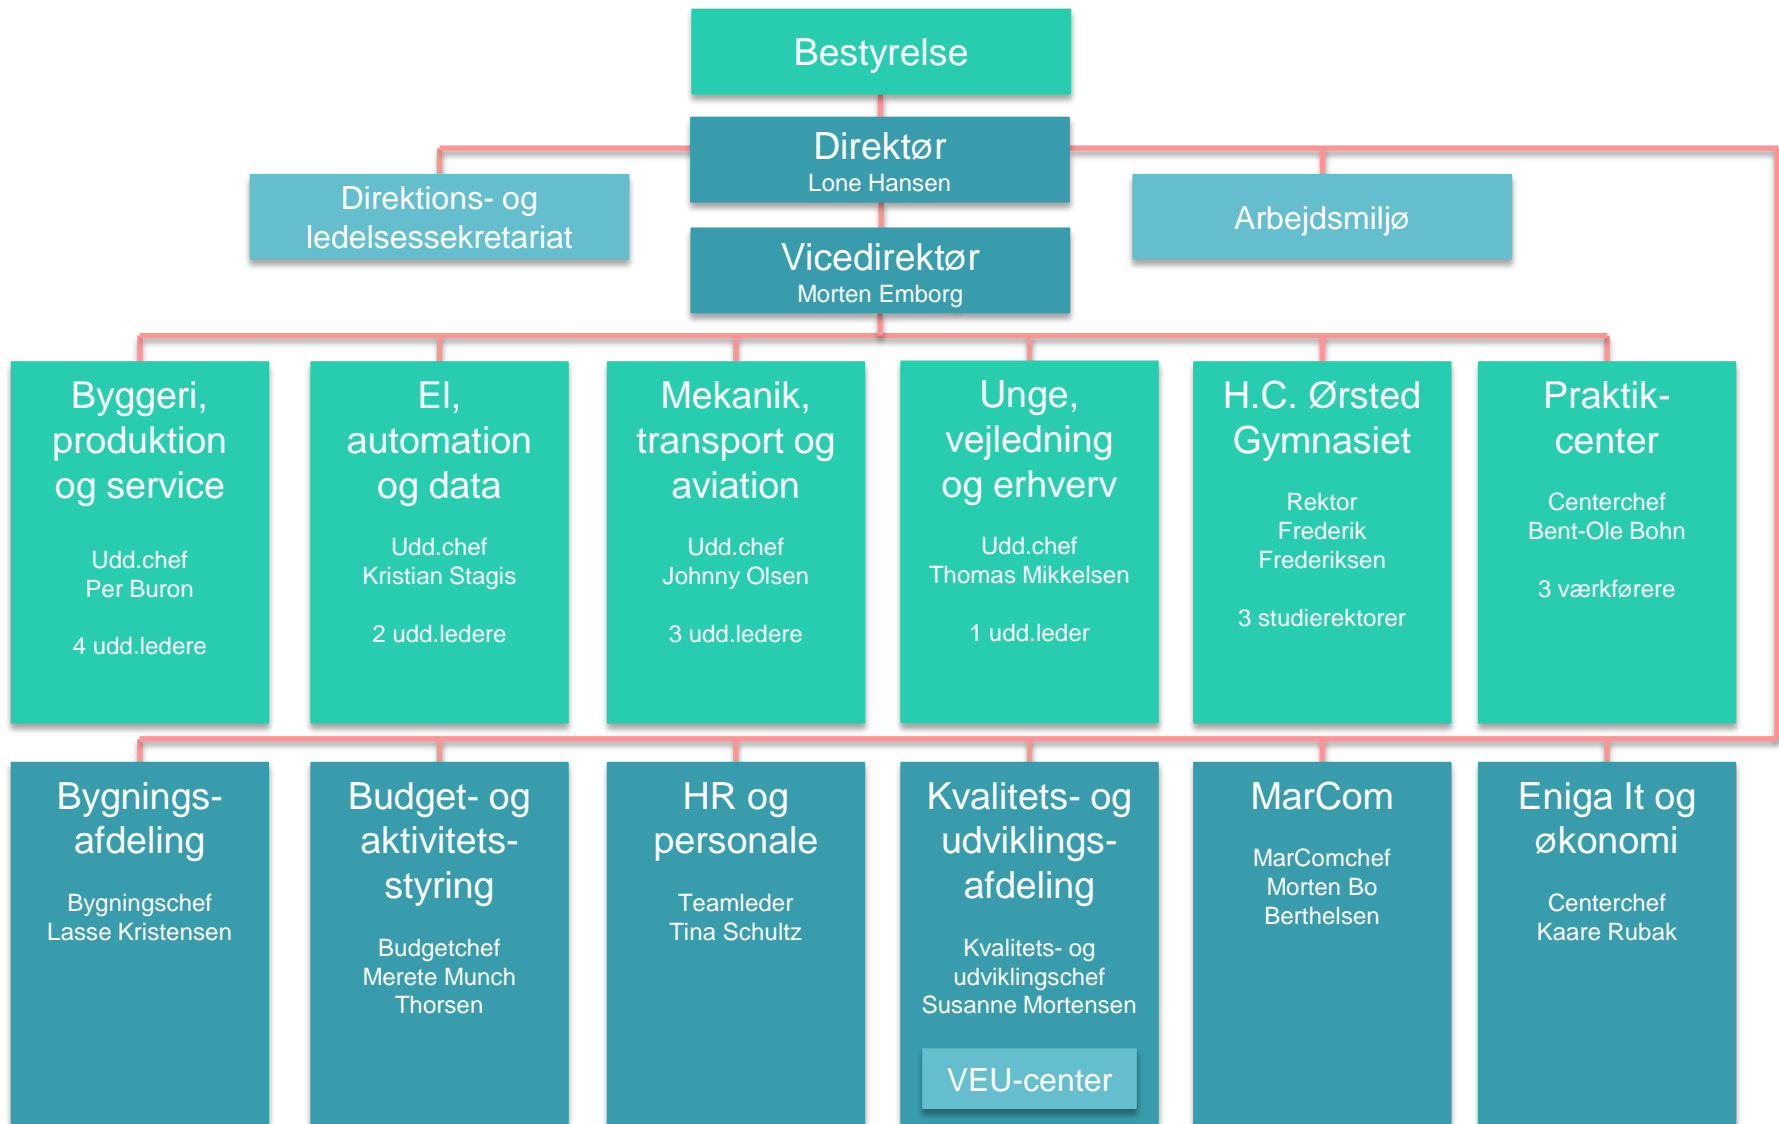 Bestyrelse
Direktør
Lone Hansen
Direktions- og
ledelsessekretariat
Arbejdsmiljø
Vicedirektør
Morten Emborg
Byggeri,
produktion
og service
Udd.chef
Per Buron
4 udd.ledere
El,
automation
og data
Udd.chef
Kristian Stagis
2 udd.ledere
Mekanik,
transport og
aviation
Udd.chef
Johnny Olsen
3 udd.ledere
Unge,
vejledning
og erhverv
Udd.chef
Thomas Mikkelsen
1 udd.leder
H.C. Ørsted
Gymnasiet
Rektor
Frederik
Frederiksen
3 studierektorer
Praktik-
center
Centerchef
Bent-Ole Bohn
3 værkførere
Bygnings-
afdeling
Bygningschef
Lasse Kristensen
Budget- og
aktivitets-
styring
Budgetchef
Merete Munch
Thorsen
HR og
personale
Teamleder
Tina Schultz
Kvalitets- og
udviklings-
afdeling
Kvalitets- og
udviklingschef
Susanne Mortensen
VEU-center
MarCom
MarComchef
Morten Bo
Berthelsen
Eniga It og
økonomi
Centerchef
Kaare Rubak